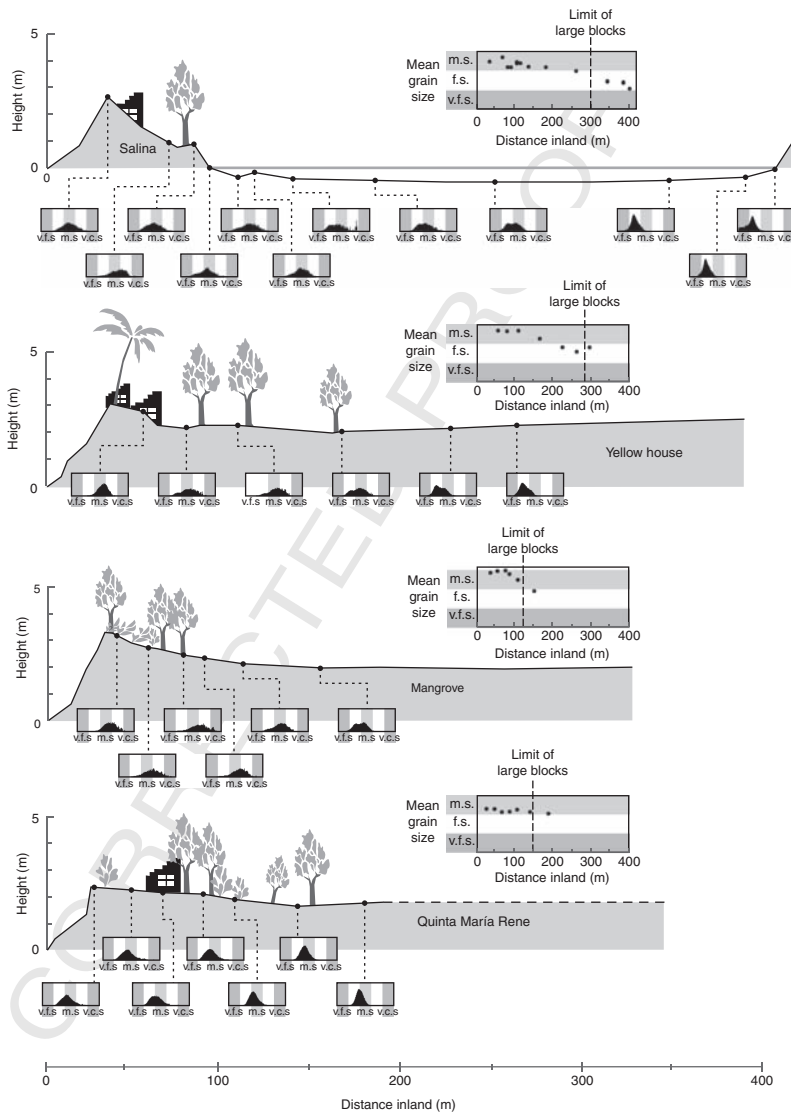 5
Height (m)
0
0
Salina
Limit of
large blocks
Mean
grain
size
m.s.
f.s.
v.f.s.
0 100 200 300 400
Distance inland (m)
v.f.s m.s v.c.s
v.f.s m.s v.c.s
v.f.s m.s v.c.s
v.f.s m.s v.c.s
v.f.s m.s v.c.s
v.f.s m.s v.c.s
v.f.s m.s v.c.s
v.f.s m.s v.c.s
v.f.s m.s v.c.s
v.f.s m.s v.c.s
v.f.s m.s v.c.s
v.f.s m.s v.c.s
5
Height (m)
0
Limit of
large blocks
Mean
grain
size
m.s.
f.s.
v.f.s.
0 100 200 300 400
Distance inland (m)
Yellow house
v.f.s m.s v.c.s
v.f.s m.s v.c.s
v.f.s m.s v.c.s
v.f.s m.s v.c.s
v.f.s m.s v.c.s
v.f.s m.s v.c.s
5
Height (m)
0
Limit of
large blocks
Mean
grain
size
m.s.
f.s.
v.f.s.
0 100 200 300 400
Distance inland (m)
Mangrove
v.f.s m.s v.c.s
v.f.s m.s v.c.s
v.f.s m.s v.c.s
v.f.s m.s v.c.s
v.f.s m.s v.c.s
v.f.s m.s v.c.s
5
Height (m)
0
Limit of
large blocks
Mean
grain
size
m.s.
f.s.
v.f.s.
0 100 200 300 400
Distance inland (m)
Quinta María Rene
v.f.s m.s v.c.s
v.f.s m.s v.c.s
v.f.s m.s v.c.s
v.f.s m.s v.c.s
v.f.s m.s v.c.s
v.f.s m.s v.c.s
v.f.s m.s v.c.s
0 100 200 300 400
Distance inland (m)